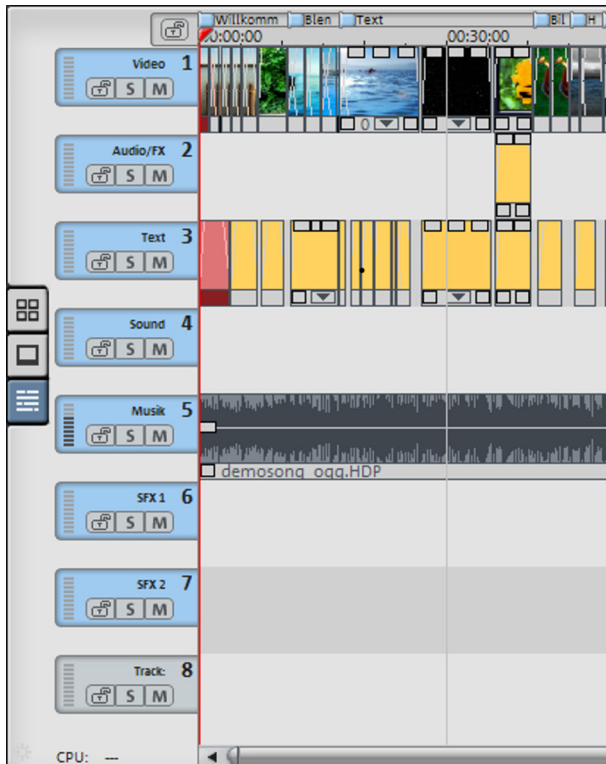 Willkomm Blen Text Bil H
0:00:00 00:30:00
Video 1
S M
0
Audio/FX 2
S M
Text 3
S M
Sound 4
S M
Musik 5
S M
demosong_ogg.HDP
SFX 1 6
S M
SFX 2 7
S M
Track: 8
S M
CPU: ---